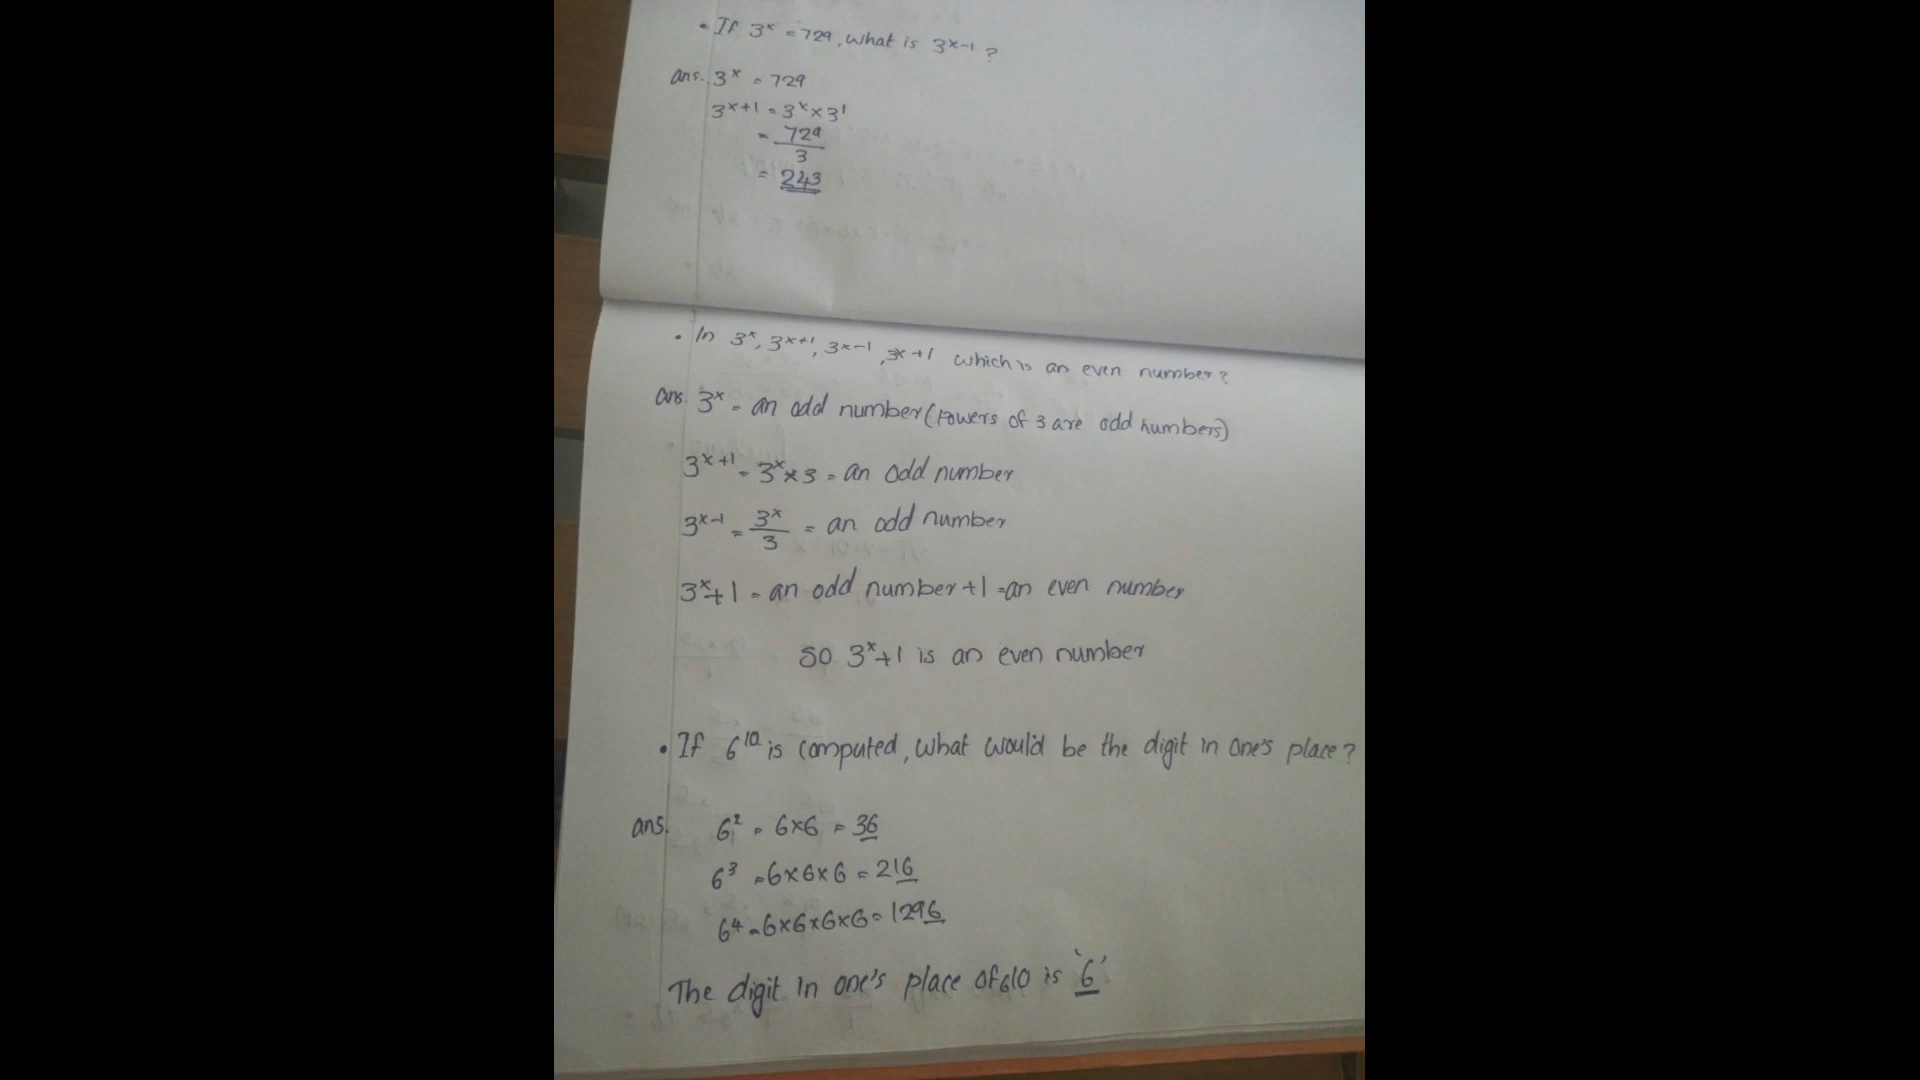 • If 3ˣ = 729, what is 3ˣ⁻¹ ?
ans. 3ˣ = 729
3ˣ⁺¹ = 3ˣ × 3¹
= 729
3
= 243
• In 3ˣ, 3ˣ⁺¹, 3ˣ⁻¹, 3ˣ+1 which is an even number?
ans. 3ˣ = an odd number (Powers of 3 are odd numbers)
3ˣ⁺¹ = 3ˣ × 3 = an odd number
3ˣ⁻¹ = 3ˣ/3 = an odd number
3ˣ+1 = an odd number +1 = an even number
so 3ˣ+1 is an even number
• If 6¹⁰ is computed, what would be the digit in one's place?
ans. 6² = 6×6 = 36
6³ = 6×6×6 = 216
6⁴ = 6×6×6×6 = 1296
The digit in one's place of 610 is '6'